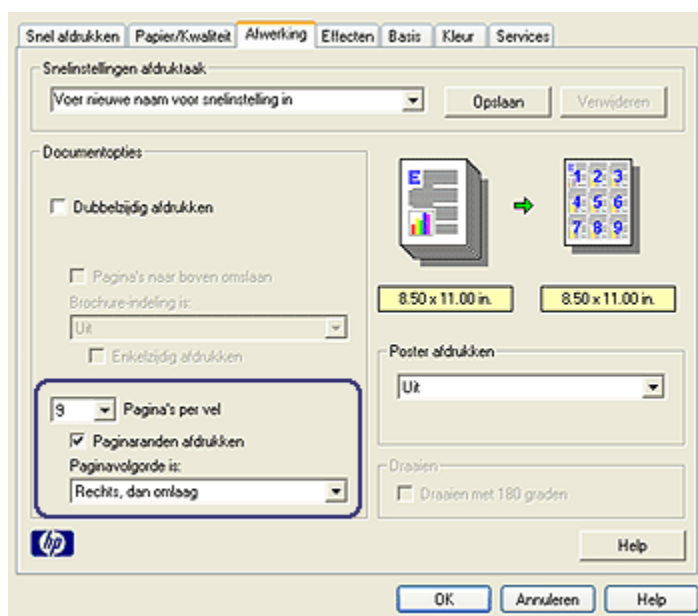 Snel afdrukken Papier/Kwaliteit Afwerking Effecten Basis Kleur Services
Snelinstellingen afdruktaak
Voer nieuwe naam voor snelinstelling in Opslaan Verwijderen
Documentopties
Dubbelzijdig afdrukken
Pagina's naar boven omslaan
Brochure-indeling is:
Uit
Enkelzijdig afdrukken
9 Pagina's per vel
Paginaranden afdrukken
Paginavolgorde is:
Rechts, dan omlaag
E
E
1 2 3
4 5 6
7 8 9
8.50 x 11.00 in. 8.50 x 11.00 in.
Poster afdrukken
Uit
Draaien
Draaien met 180 graden
hp
Help
OK Annuleren Help